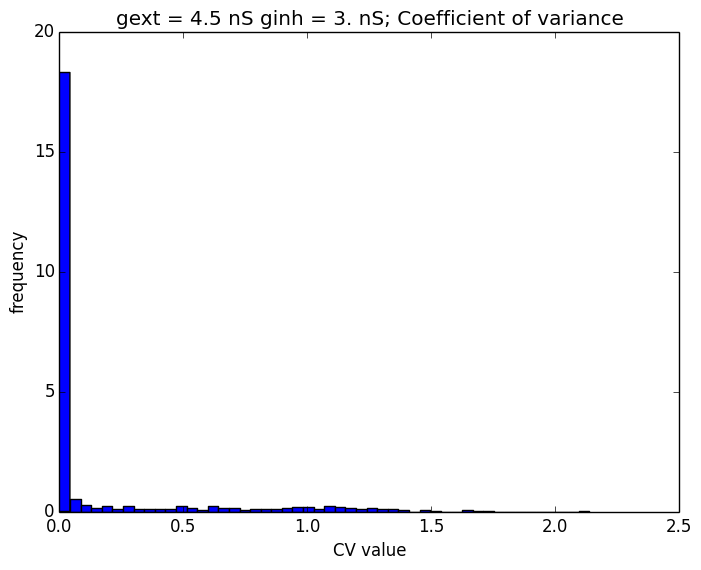 gext = 4.5 nS ginh = 3. nS; Coefficient of variance
20
15
10
5
0
frequency
0.0 0.5 1.0 1.5 2.0 2.5
CV value